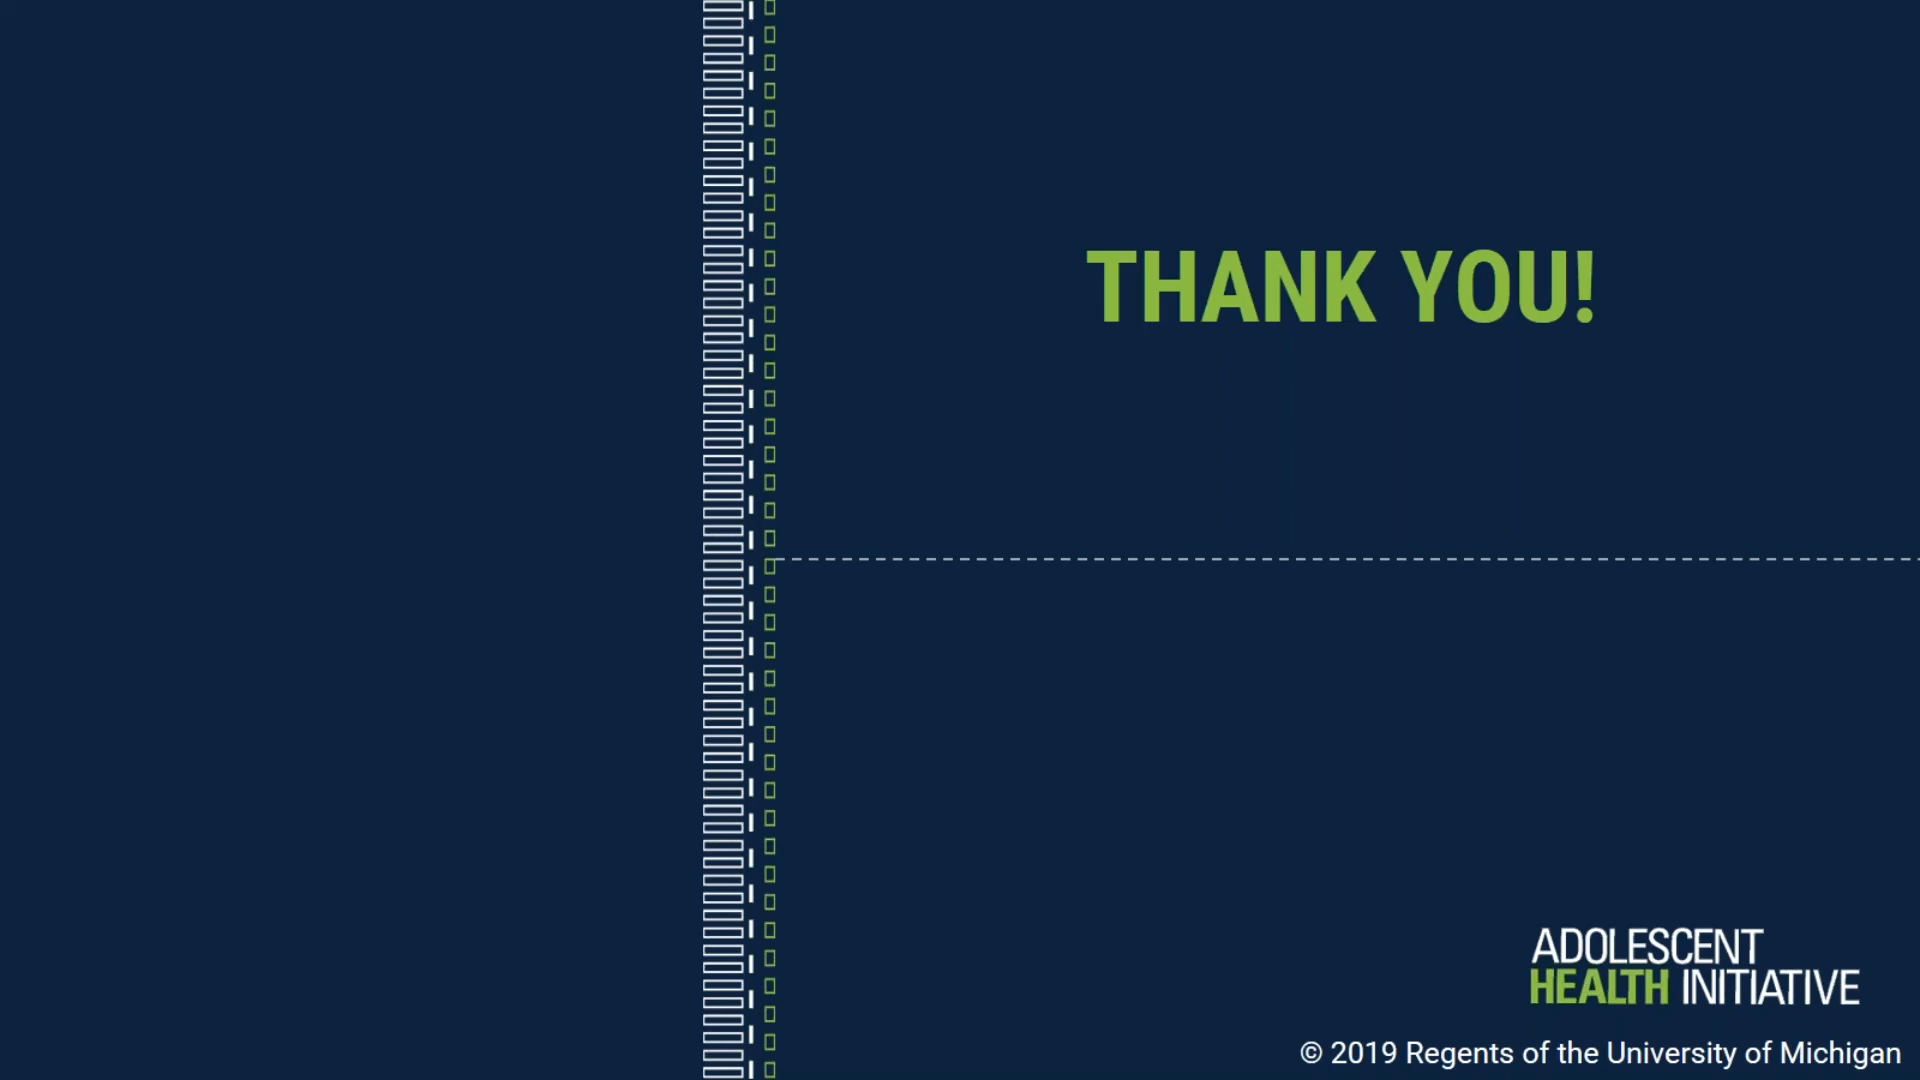 THANK YOU!
ADOLESCENT
HEALTH INITIATIVE
© 2019 Regents of the University of Michigan